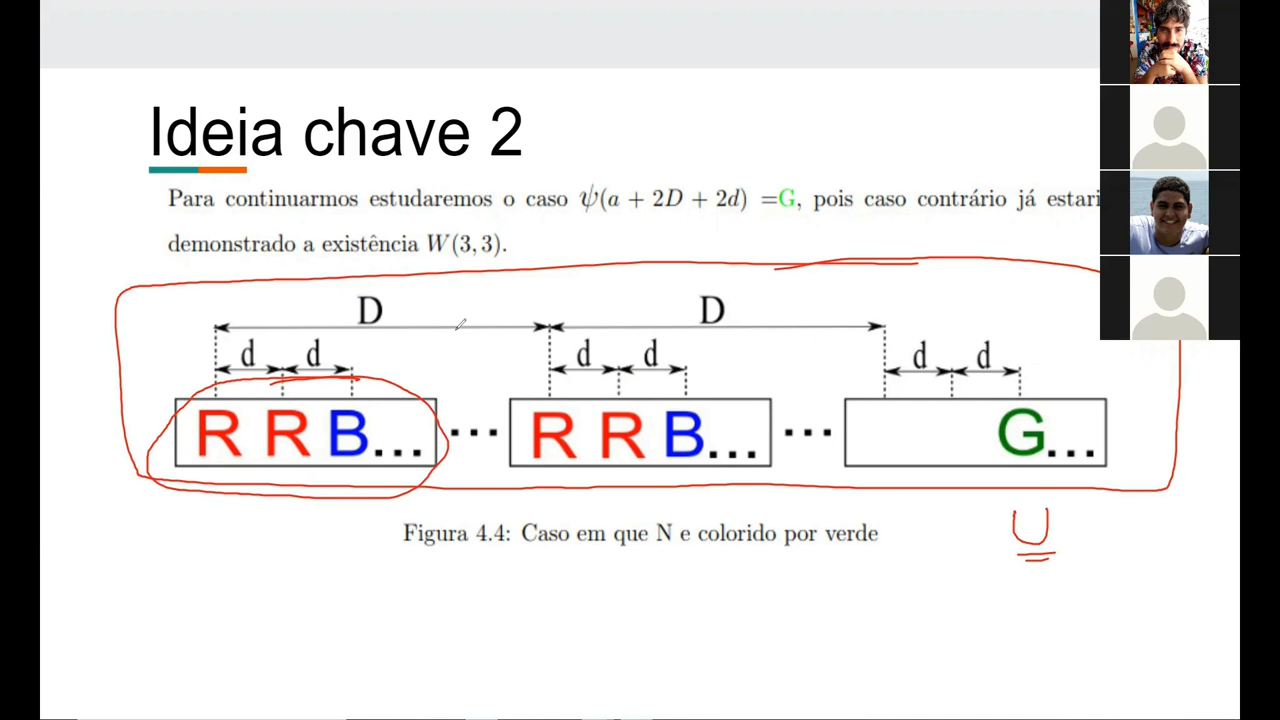 Ideia chave 2
Para continuarmos estudaremos o caso ψ(a + 2D + 2d) =G, pois caso contrário já estari
demonstrado a existência W(3,3).
D D
d d d d d d
R R B... ... R R B... ... G...
U
Figura 4.4: Caso em que N e colorido por verde